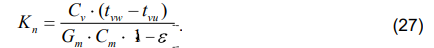 K_n = \frac{C_v \cdot (t_{vw} - t_{vu})}{G_m \cdot C_m \cdot 1 - \varepsilon}. (27)